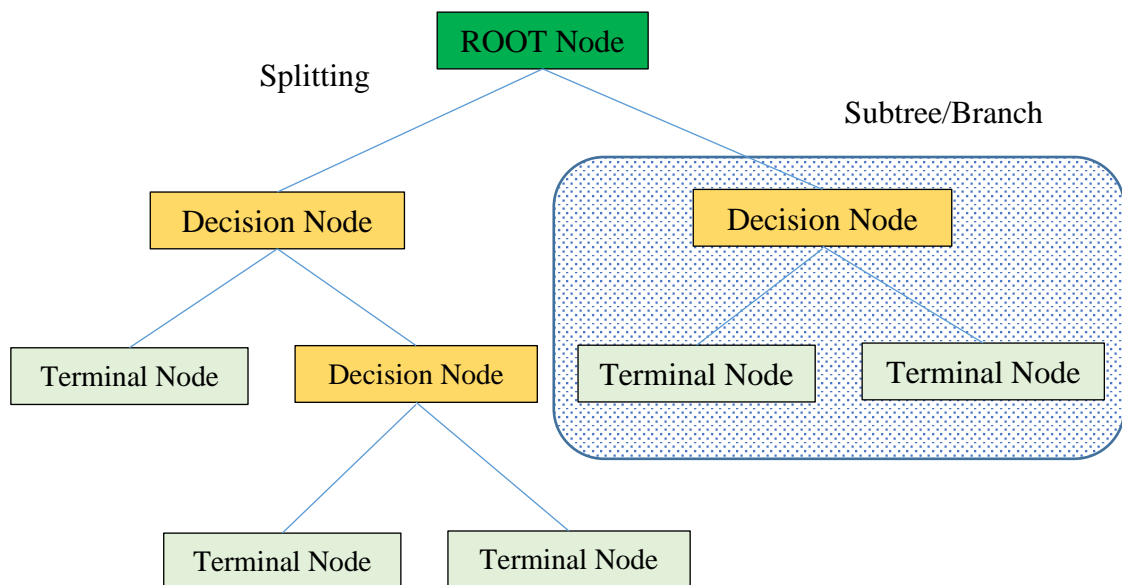 ROOT Node
Splitting
Subtree/Branch
Decision Node
Decision Node
Terminal Node
Decision Node
Terminal Node
Terminal Node
Terminal Node
Terminal Node